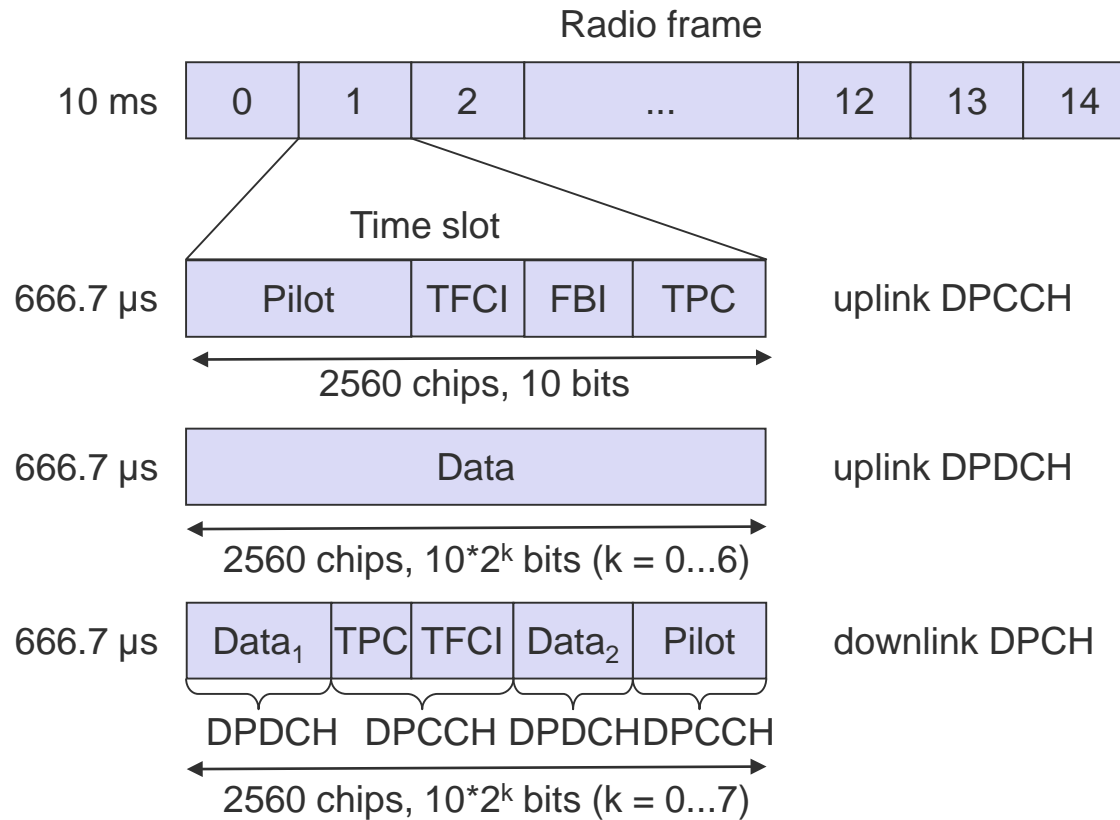 Radio frame
10 ms 0 1 2 ... 12 13 14
Time slot
666.7 µs Pilot TFCI FBI TPC uplink DPCCH
2560 chips, 10 bits
666.7 µs Data uplink DPDCH
2560 chips, 10*2ᵏ bits (k = 0...6)
666.7 µs Data₁ TPC TFCI Data₂ Pilot downlink DPCH
DPDCH DPCCH DPDCH DPCCH
2560 chips, 10*2ᵏ bits (k = 0...7)